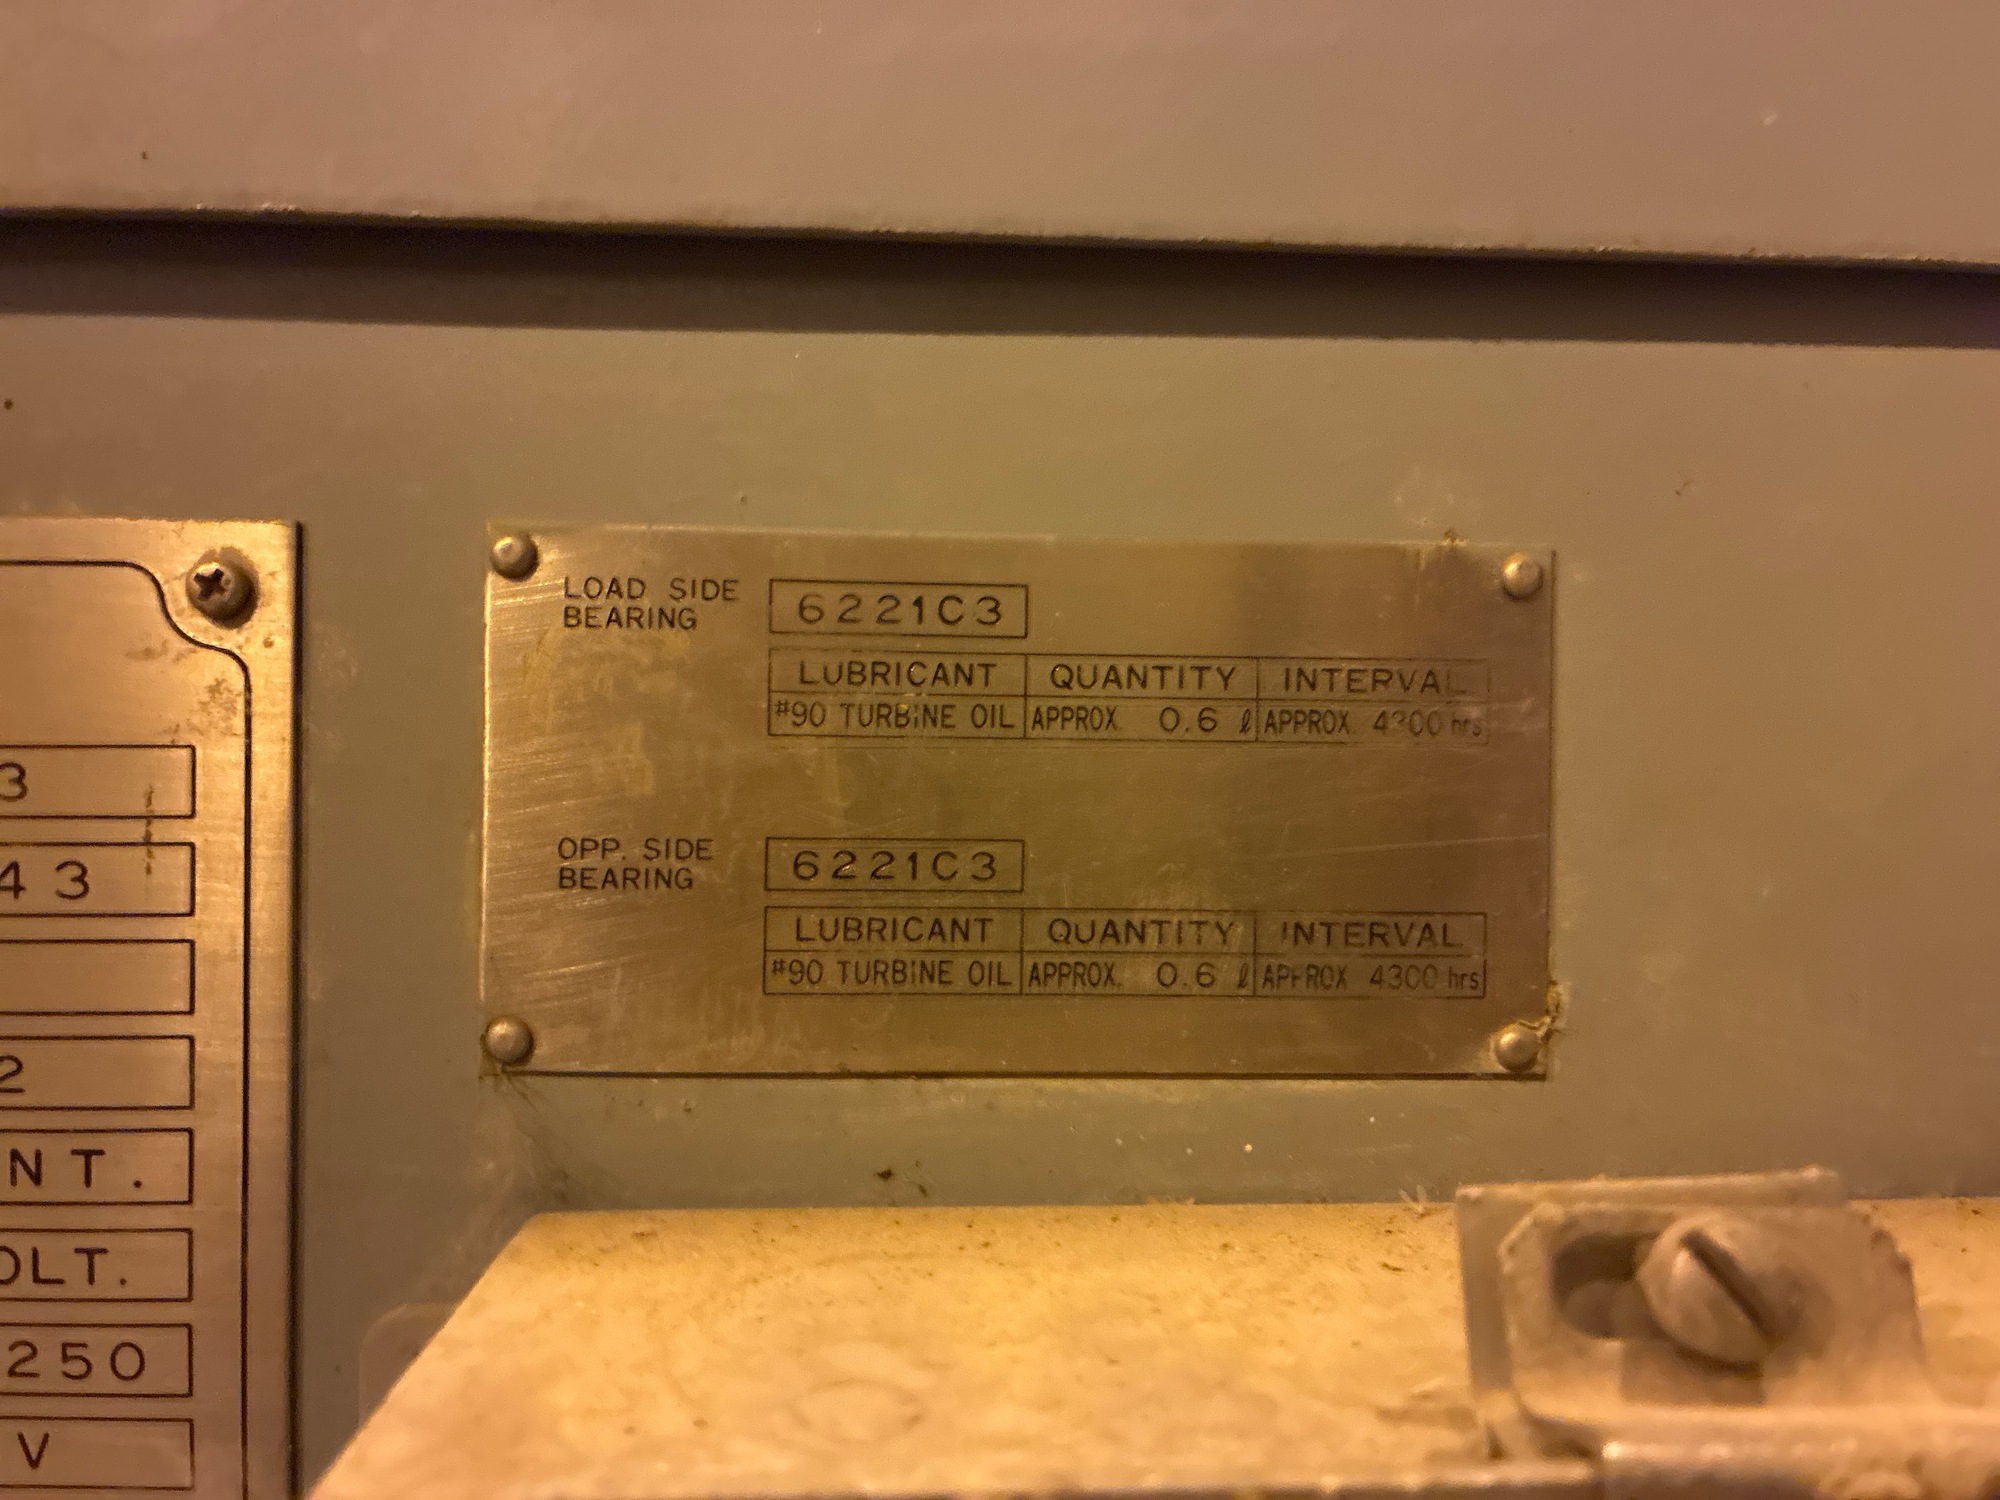 3
43
2
NT.
OLT.
250
V
LOAD SIDE
BEARING
6221C3
LUBRICANT QUANTITY INTERVAL
#90 TURBINE OIL APPROX. 0.6 ℓ APPROX. hrs
OPP. SIDE
BEARING
6221C3
LUBRICANT QUANTITY INTERVAL
#90 TURBINE OIL APPROX. 0.6 ℓ APPROX 4300 hrs